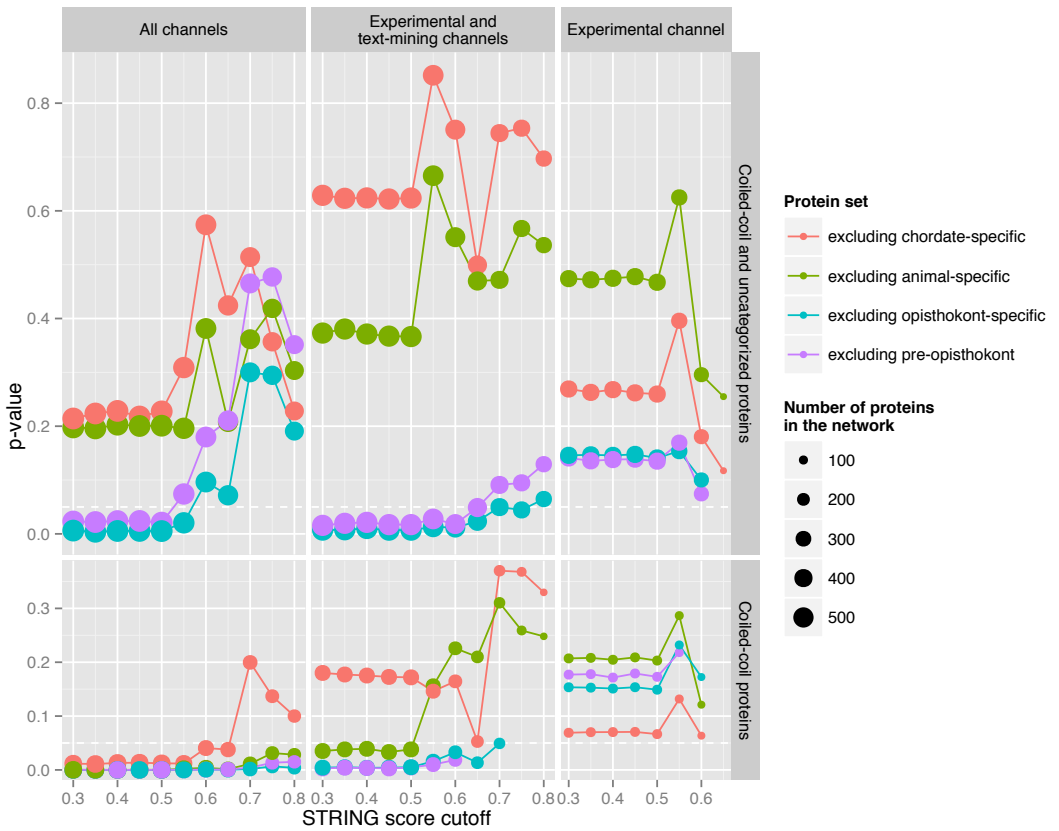 All channels
Experimental and
text-mining channels
Experimental channel
p-value
0.8
0.6
0.4
0.2
0.0
Coiled-coil and uncategorized proteins
0.3
0.2
0.1
0.0
Coiled-coil proteins
0.3 0.4 0.5 0.6 0.7 0.8
0.3 0.4 0.5 0.6 0.7 0.8
0.3 0.4 0.5 0.6
STRING score cutoff
Protein set
excluding chordate-specific
excluding animal-specific
excluding opisthokont-specific
excluding pre-opisthokont
Number of proteins
in the network
100
200
300
400
500